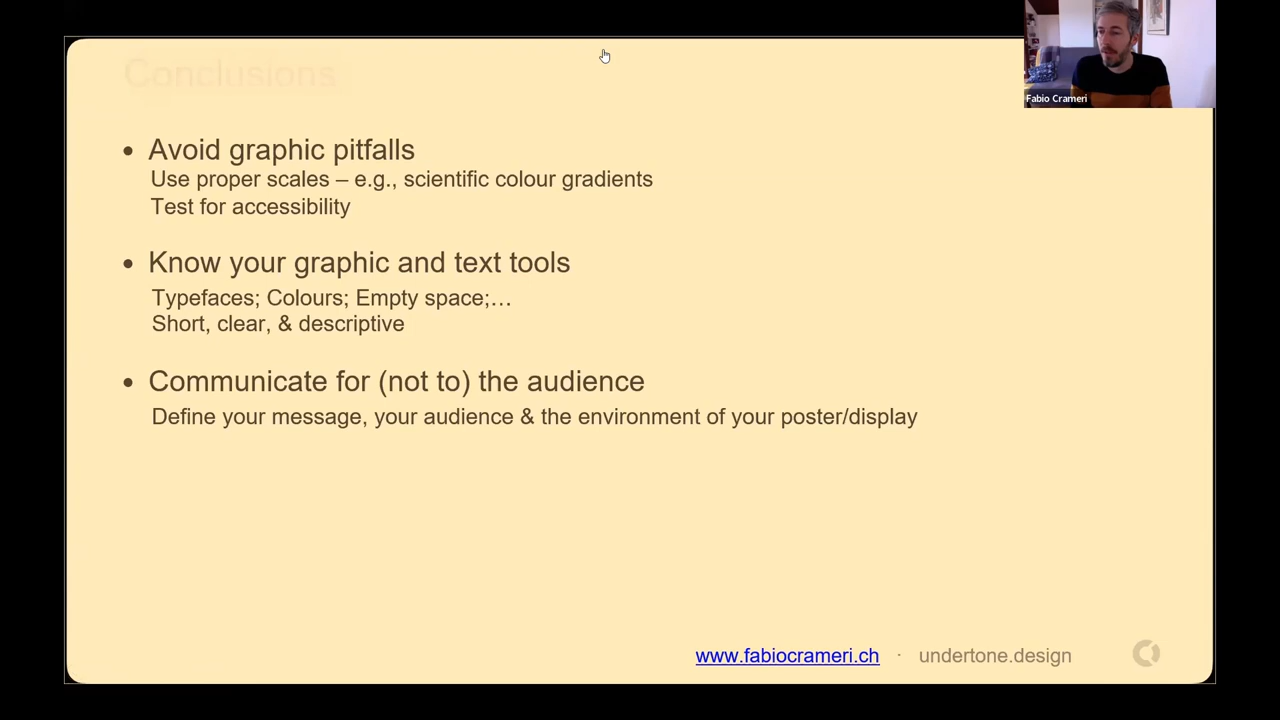 Conclusions
Fabio Crameri
• Avoid graphic pitfalls
Use proper scales – e.g., scientific colour gradients
Test for accessibility
• Know your graphic and text tools
Typefaces; Colours; Empty space;…
Short, clear, & descriptive
• Communicate for (not to) the audience
Define your message, your audience & the environment of your poster/display
www.fabiocrameri.ch · undertone.design